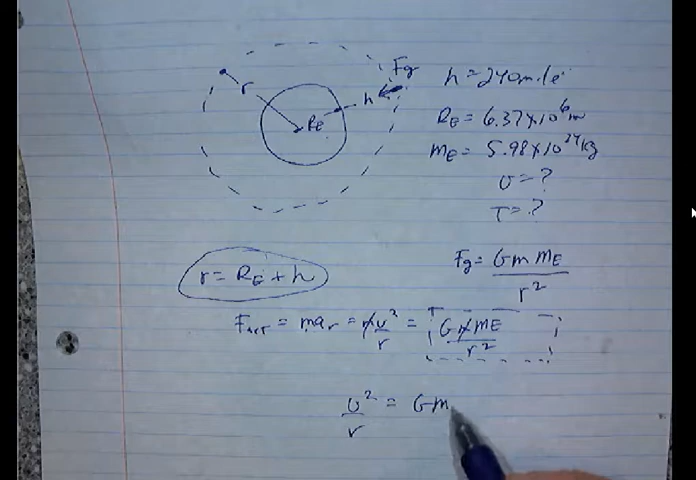 Fg
h = 240 mile
r
h
RE
RE = 6.37 x 10^6 m
mE = 5.98 x 10^24 kg
v = ?
T = ?
r = RE + h
Fg = G m mE / r^2
Fnet = mar = m v^2 / r = G m mE / r^2
v^2 / r = G m